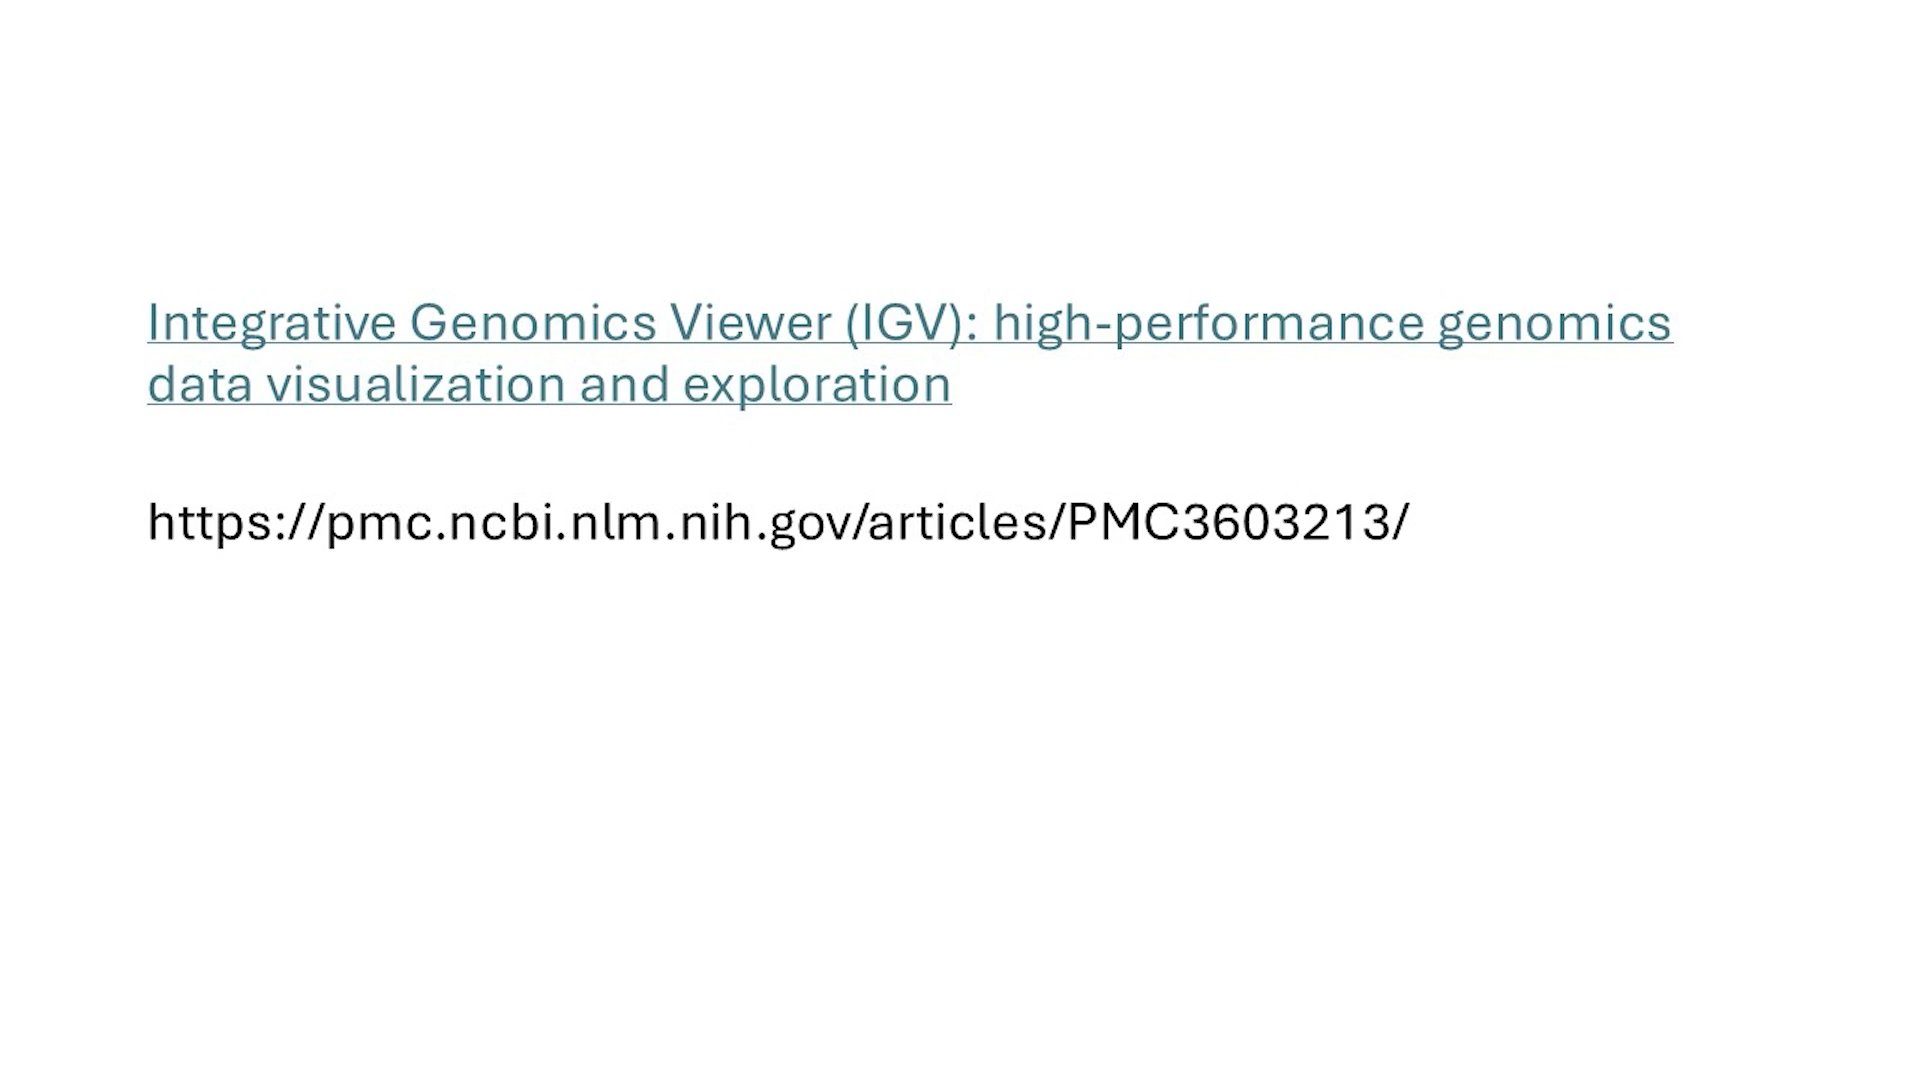 Integrative Genomics Viewer (IGV): high-performance genomics
data visualization and exploration
https://pmc.ncbi.nlm.nih.gov/articles/PMC3603213/